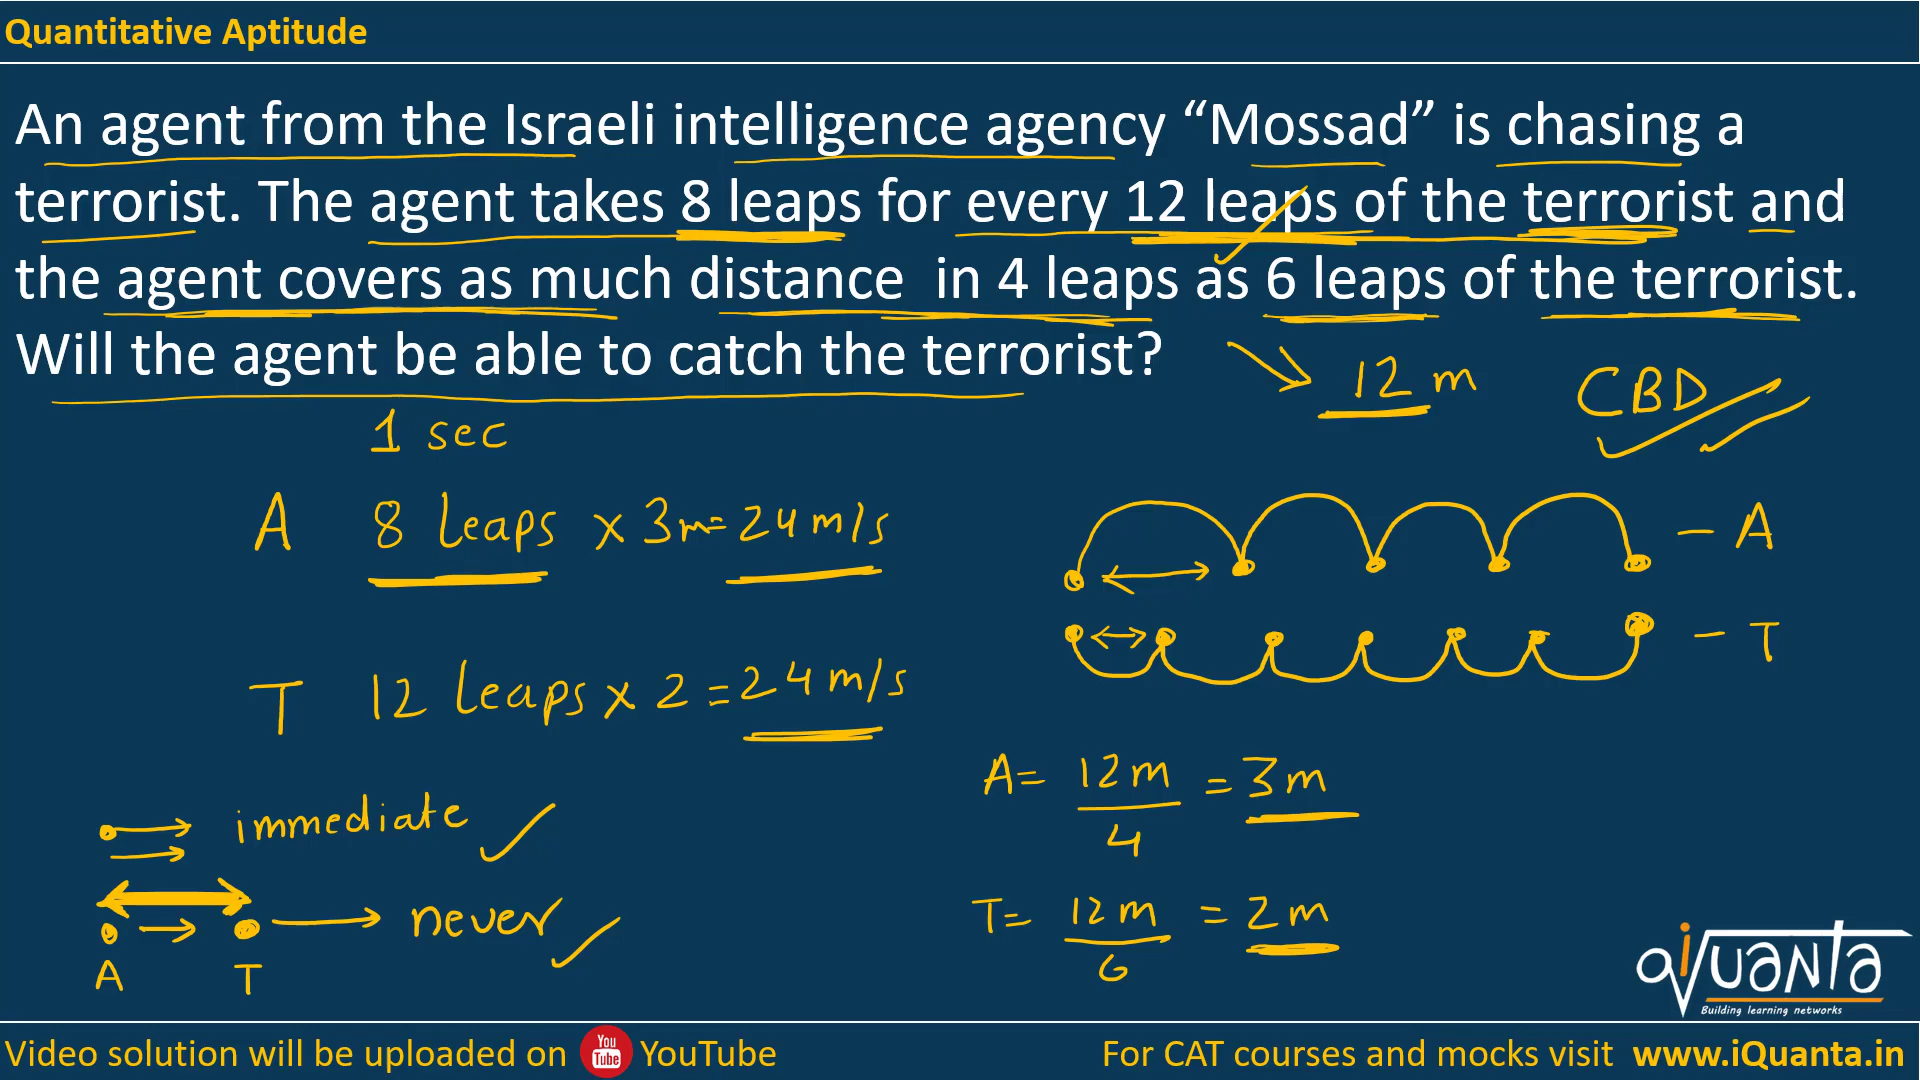 Quantitative Aptitude
An agent from the Israeli intelligence agency “Mossad” is chasing a
terrorist. The agent takes 8 leaps for every 12 leaps of the terrorist and
the agent covers as much distance  in 4 leaps as 6 leaps of the terrorist.
Will the agent be able to catch the terrorist?
12 m
CBD
1 sec
A 8 leaps x 3m = 24 m/s
T 12 leaps x 2 = 24 m/s
- A
- T
A = 12m/4 = 3m
T = 12m/6 = 2m
immediate
never
A T
iQuanta
Building learning networks
Video solution will be uploaded on You Tube YouTube
For CAT courses and mocks visit www.iQuanta.in